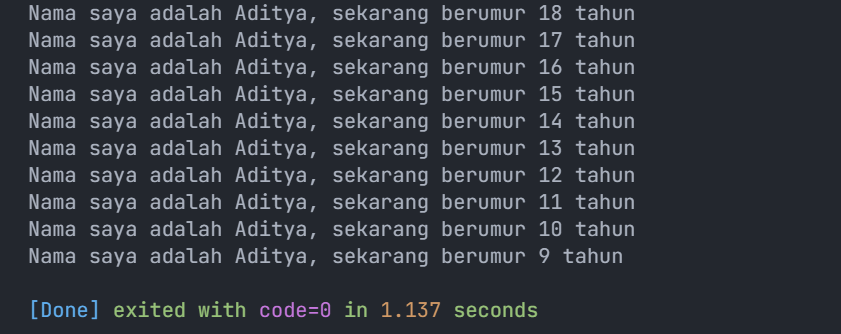 Nama saya adalah Aditya, sekarang berumur 18 tahun
Nama saya adalah Aditya, sekarang berumur 17 tahun
Nama saya adalah Aditya, sekarang berumur 16 tahun
Nama saya adalah Aditya, sekarang berumur 15 tahun
Nama saya adalah Aditya, sekarang berumur 14 tahun
Nama saya adalah Aditya, sekarang berumur 13 tahun
Nama saya adalah Aditya, sekarang berumur 12 tahun
Nama saya adalah Aditya, sekarang berumur 11 tahun
Nama saya adalah Aditya, sekarang berumur 10 tahun
Nama saya adalah Aditya, sekarang berumur 9 tahun
[Done] exited with code=0 in 1.137 seconds